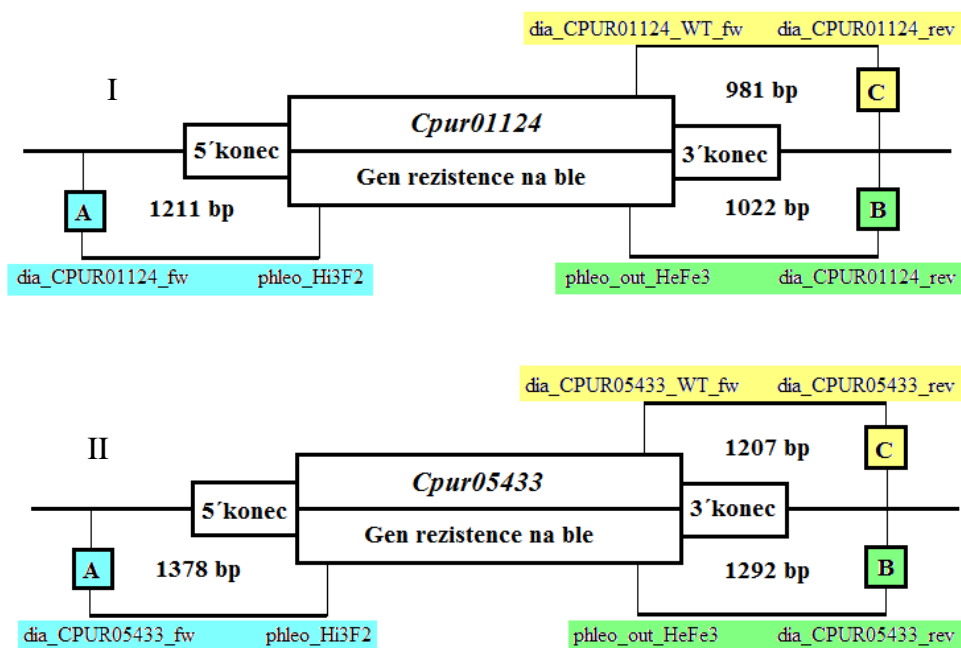 dia_CPUR01124_WT_fw dia_CPUR01124_rev
I
981 bp
C
Cpur01124
5´konec
3´konec
Gen rezistence na ble
A
1211 bp
1022 bp
B
dia_CPUR01124_fw phleo_Hi3F2
phleo_out_HeFe3 dia_CPUR01124_rev
dia_CPUR05433_WT_fw dia_CPUR05433_rev
II
1207 bp
C
Cpur05433
5´konec
3´konec
Gen rezistence na ble
A
1378 bp
1292 bp
B
dia_CPUR05433_fw phleo_Hi3F2
phleo_out_HeFe3 dia_CPUR05433_rev